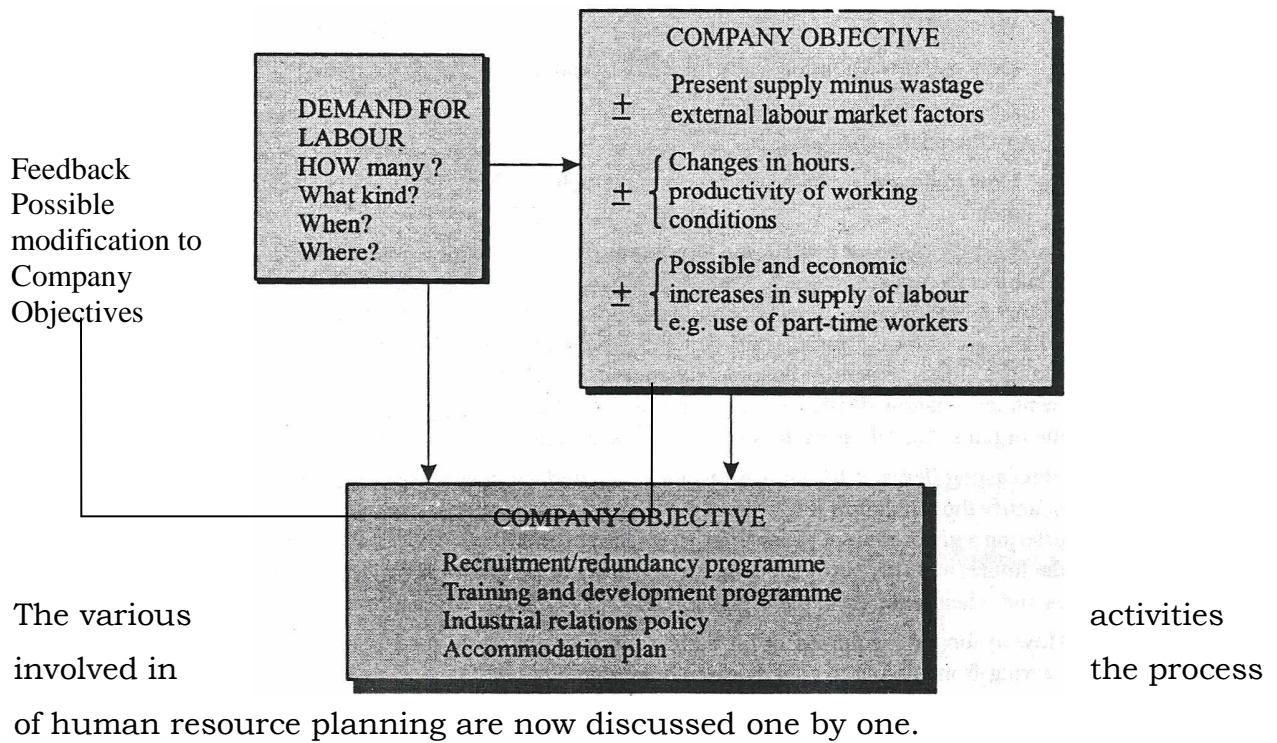 COMPANY OBJECTIVE
± Present supply minus wastage
external labour market factors
± { Changes in hours.
productivity of working
conditions
± { Possible and economic
increases in supply of labour
e.g. use of part-time workers
DEMAND FOR
LABOUR
HOW many ?
What kind?
When?
Where?
Feedback
Possible
modification to
Company
Objectives
COMPANY OBJECTIVE
Recruitment/redundancy programme
Training and development programme
Industrial relations policy
Accommodation plan
The various activities
involved in the process
of human resource planning are now discussed one by one.